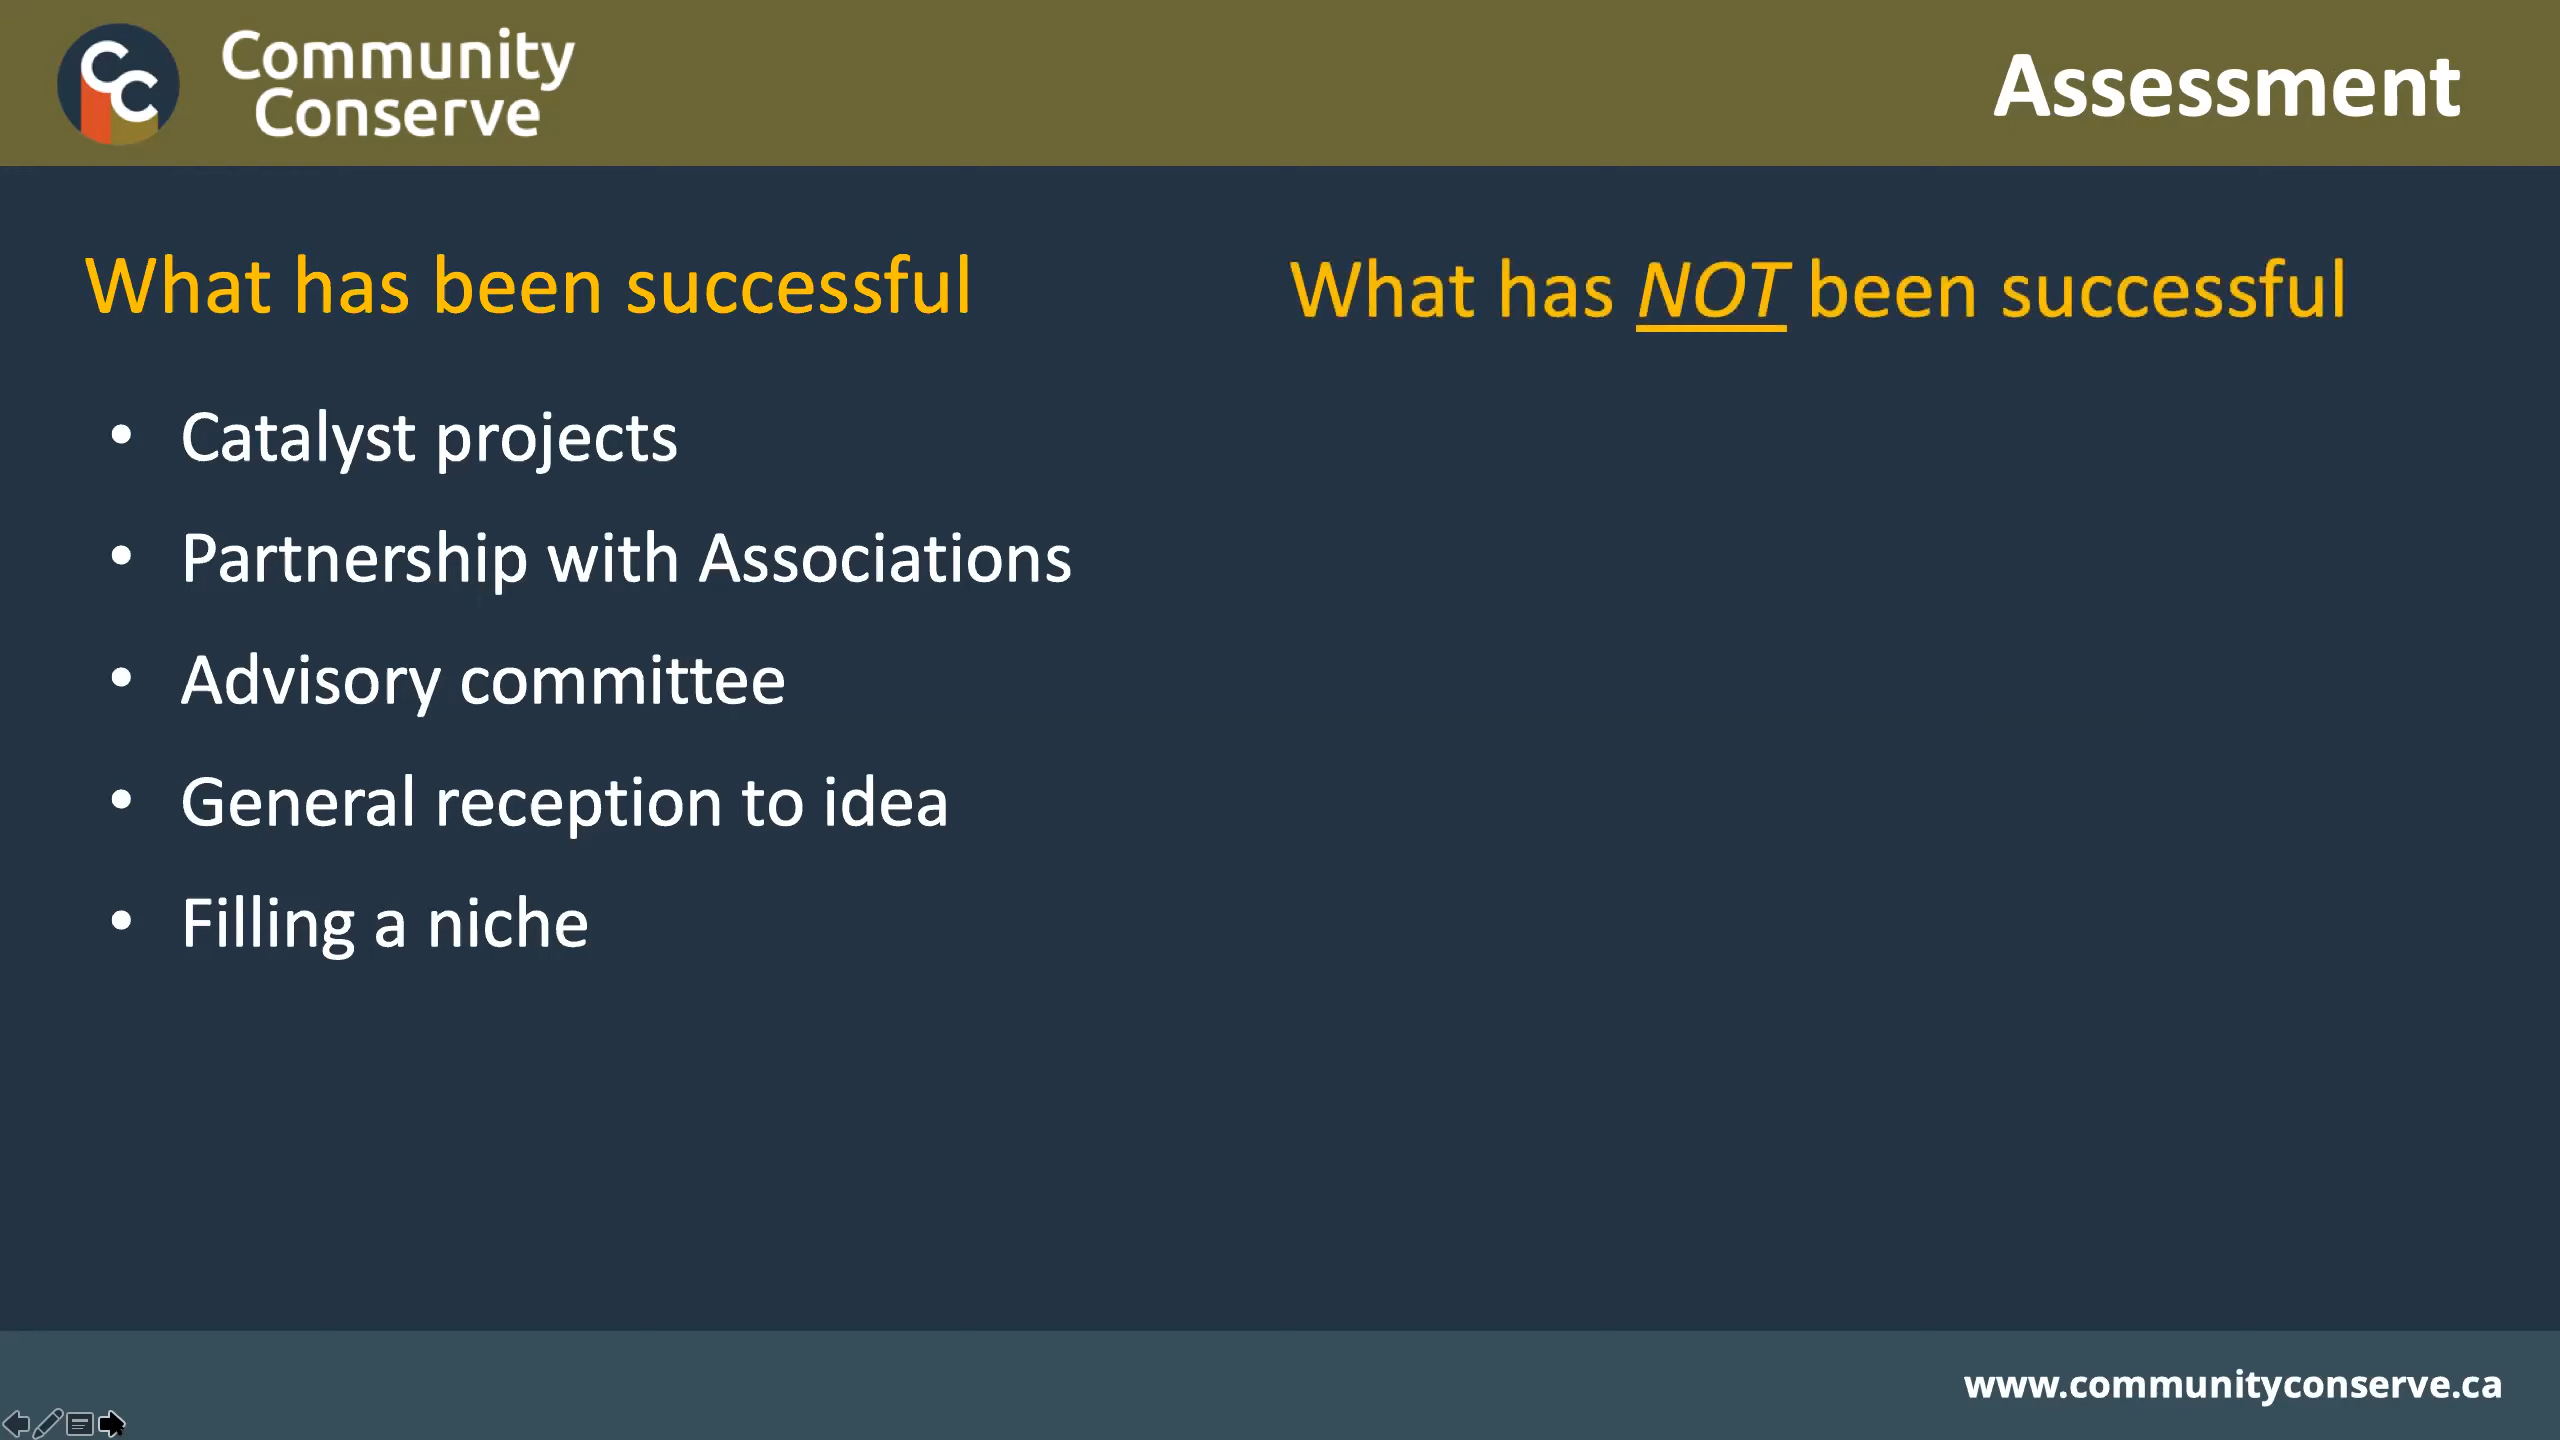 CC
Community
Conserve
Assessment
What has been successful
• Catalyst projects
• Partnership with Associations
• Advisory committee
• General reception to idea
• Filling a niche
What has NOT been successful
www.communityconserve.ca